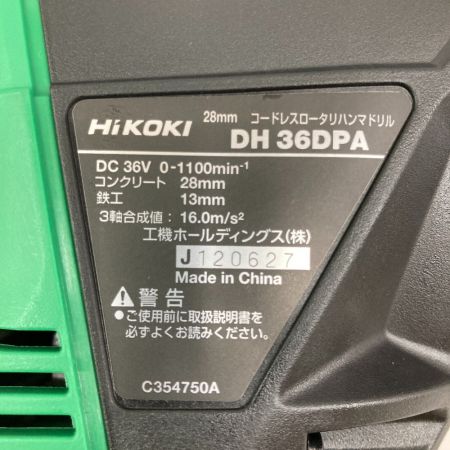 28mm コードレスロータリハンマドリル
HiKOKI DH 36DPA
DC 36V 0-1100min⁻¹
コンクリート 28mm
鉄工 13mm
3軸合成値: 16.0m/s²
工機ホールディングス(株)
J120627
Made in China
⚠警告
●ご使用前に取扱説明書を
必ずよくお読みください。
C354750A